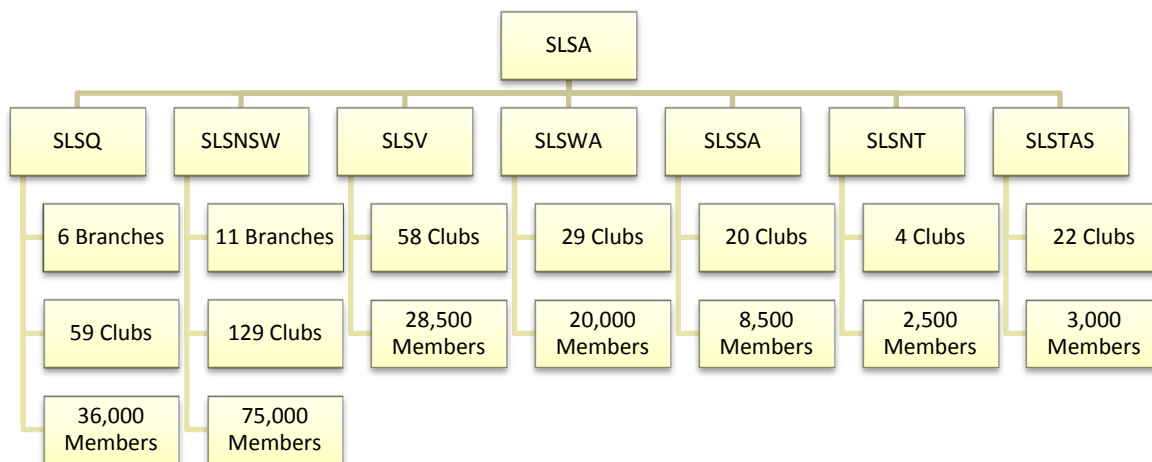 SLSA
SLSQ
SLSNSW
SLSV
SLSWA
SLSSA
SLSNT
SLSTAS
6 Branches
11 Branches
58 Clubs
29 Clubs
20 Clubs
4 Clubs
22 Clubs
59 Clubs
129 Clubs
28,500
Members
20,000
Members
8,500
Members
2,500
Members
3,000
Members
36,000
Members
75,000
Members